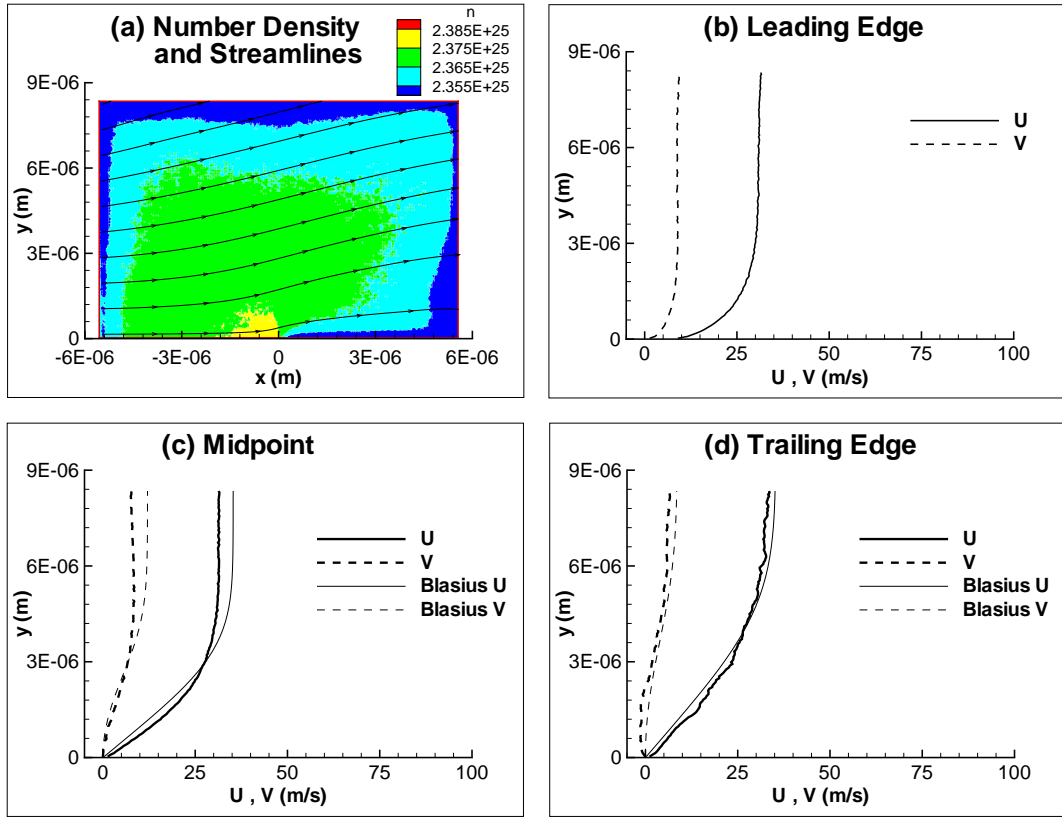 (a) Number Density
and Streamlines
n
2.385E+25
2.375E+25
2.365E+25
2.355E+25
9E-06
6E-06
3E-06
0
y (m)
-6E-06
-3E-06
0
3E-06
6E-06
x (m)
(b) Leading Edge
9E-06
6E-06
3E-06
0
y (m)
U
V
0
25
50
75
100
U , V (m/s)
(c) Midpoint
9E-06
6E-06
3E-06
0
y (m)
U
V
Blasius U
Blasius V
0
25
50
75
100
U , V (m/s)
(d) Trailing Edge
9E-06
6E-06
3E-06
0
y (m)
U
V
Blasius U
Blasius V
0
25
50
75
100
U , V (m/s)